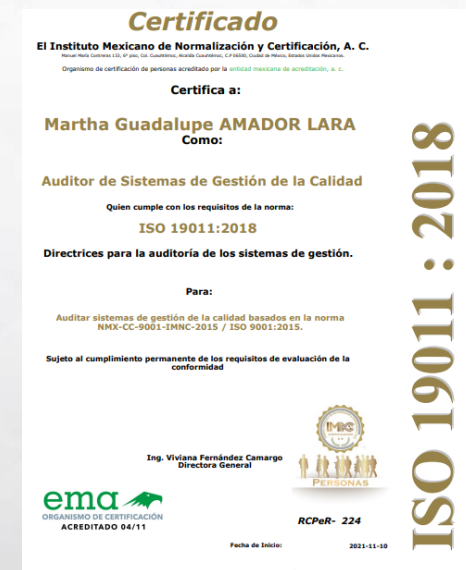 Certificado
El Instituto Mexicano de Normalización y Certificación, A. C.
Manuel María Contreras 133, 6º piso, Col. Cuauhtémoc, Alcaldía Cuauhtémoc, C.P 06500, Ciudad de México, Estados Unidos Mexicanos.
Organismo de certificación de personas acreditado por la entidad mexicana de acreditación, a. c.
Certifica a:
Martha Guadalupe AMADOR LARA
Como:
Auditor de Sistemas de Gestión de la Calidad
Quien cumple con los requisitos de la norma:
ISO 19011:2018
Directrices para la auditoría de los sistemas de gestión.
Para:
Auditar sistemas de gestión de la calidad basados en la norma
NMX-CC-9001-IMNC-2015 / ISO 9001:2015.
Sujeto al cumplimiento permanente de los requisitos de evaluación de la
conformidad
IMNC
Ing. Viviana Fernández Camargo
Directora General
PERSONAS
ema
ORGANISMO DE CERTIFICACIÓN
ACREDITADO 04/11
RCPeR- 224
Fecha de Inicio: 2021-11-10
ISO 19011 : 2018